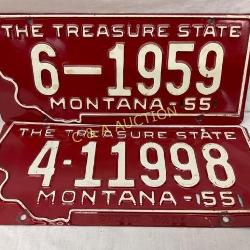 THE TREASURE STATE
6-1959
MONTANA-55
THE TREASURE STATE
C & A AUCTION
4-11998
MONTANA-55